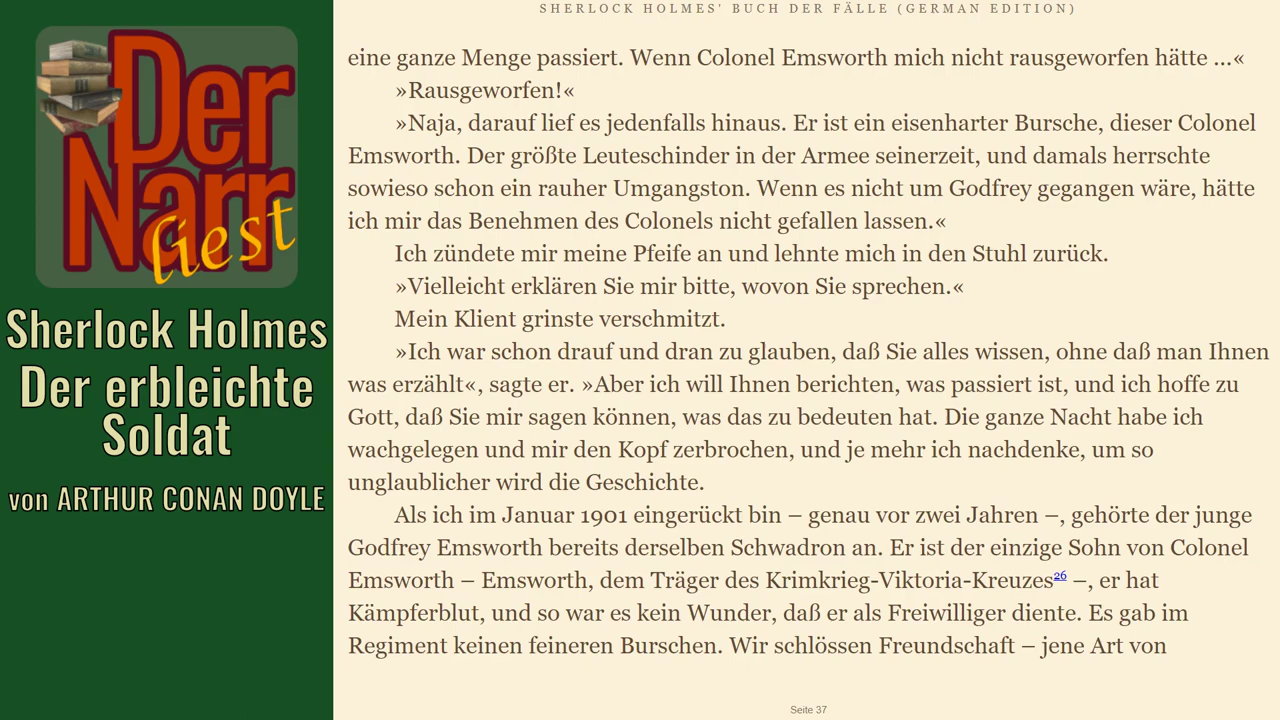 Der
Narr
liest
Sherlock Holmes
Der erbleichte
Soldat
von ARTHUR CONAN DOYLE
SHERLOCK HOLMES' BUCH DER FÄLLE (GERMAN EDITION)
eine ganze Menge passiert. Wenn Colonel Emsworth mich nicht rausgeworfen hätte ...«
»Rausgeworfen!«
»Naja, darauf lief es jedenfalls hinaus. Er ist ein eisenharter Bursche, dieser Colonel
Emsworth. Der größte Leuteschinder in der Armee seinerzeit, und damals herrschte
sowieso schon ein rauher Umgangston. Wenn es nicht um Godfrey gegangen wäre, hätte
ich mir das Benehmen des Colonels nicht gefallen lassen.«
Ich zündete mir meine Pfeife an und lehnte mich in den Stuhl zurück.
»Vielleicht erklären Sie mir bitte, wovon Sie sprechen.«
Mein Klient grinste verschmitzt.
»Ich war schon drauf und dran zu glauben, daß Sie alles wissen, ohne daß man Ihnen
was erzählt«, sagte er. »Aber ich will Ihnen berichten, was passiert ist, und ich hoffe zu
Gott, daß Sie mir sagen können, was das zu bedeuten hat. Die ganze Nacht habe ich
wachgelegen und mir den Kopf zerbrochen, und je mehr ich nachdenke, um so
unglaublicher wird die Geschichte.
Als ich im Januar 1901 eingerückt bin – genau vor zwei Jahren –, gehörte der junge
Godfrey Emsworth bereits derselben Schwadron an. Er ist der einzige Sohn von Colonel
Emsworth – Emsworth, dem Träger des Krimkrieg-Viktoria-Kreuzes26 –, er hat
Kämpferblut, und so war es kein Wunder, daß er als Freiwilliger diente. Es gab im
Regiment keinen feineren Burschen. Wir schlössen Freundschaft – jene Art von
Seite 37